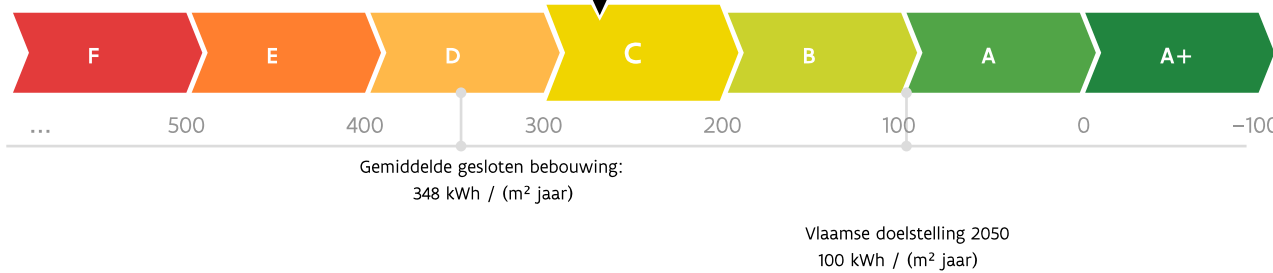 F E D C B A A+
... 500 400 300 200 100 0 –100
Gemiddelde gesloten bebouwing:
348 kWh / (m² jaar)
Vlaamse doelstelling 2050
100 kWh / (m² jaar)